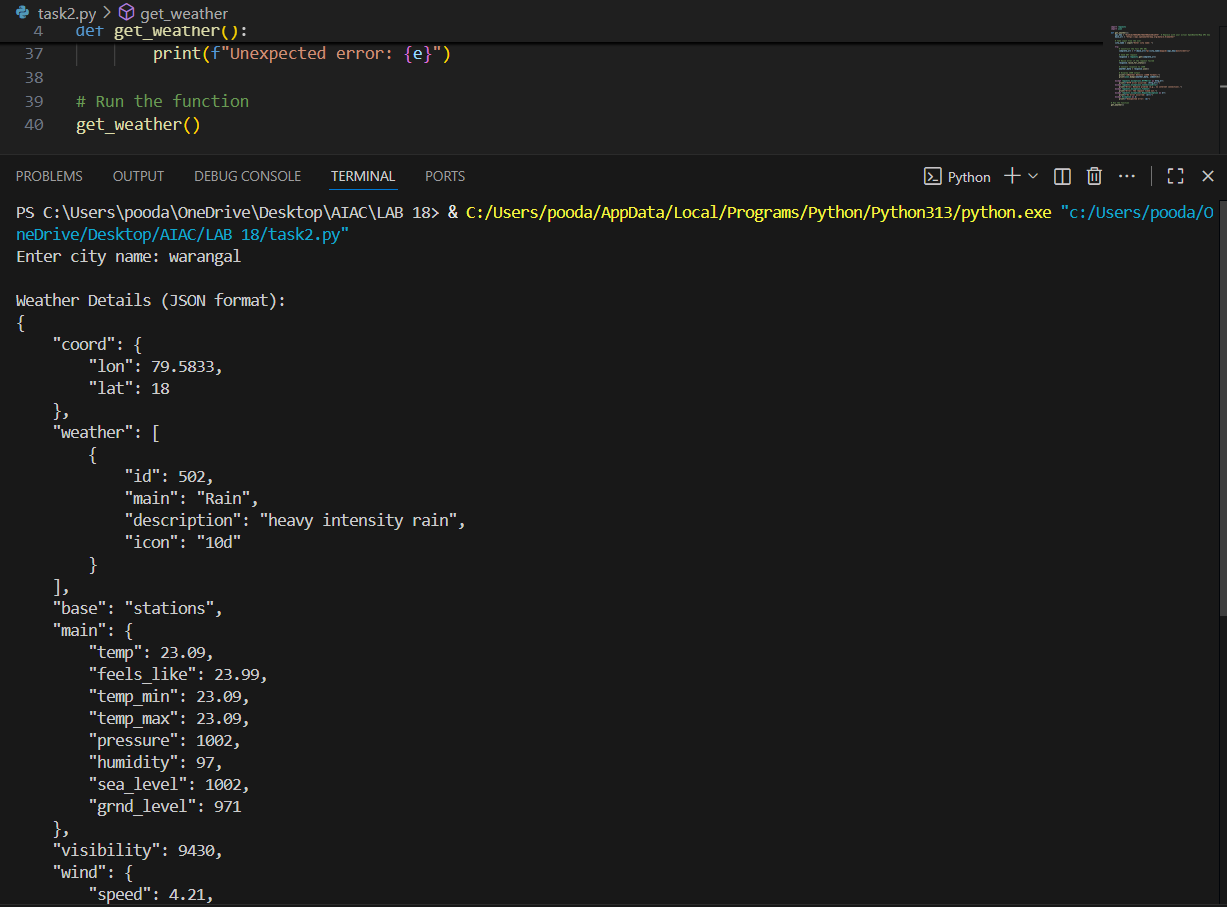 task2.py > get_weather
4 def get_weather():
37 print(f"Unexpected error: {e}")
38
39 # Run the function
40 get_weather()
PROBLEMS OUTPUT DEBUG CONSOLE TERMINAL PORTS Python
PS C:\Users\pooda\OneDrive\Desktop\AIAC\LAB 18> & C:/Users/pooda/AppData/Local/Programs/Python/Python313/python.exe "c:/Users/pooda/O
neDrive/Desktop/AIAC/LAB 18/task2.py"
Enter city name: warangal
Weather Details (JSON format):
{
    "coord": {
        "lon": 79.5833,
        "lat": 18
    },
    "weather": [
        {
            "id": 502,
            "main": "Rain",
            "description": "heavy intensity rain",
            "icon": "10d"
        }
    ],
    "base": "stations",
    "main": {
        "temp": 23.09,
        "feels_like": 23.99,
        "temp_min": 23.09,
        "temp_max": 23.09,
        "pressure": 1002,
        "humidity": 97,
        "sea_level": 1002,
        "grnd_level": 971
    },
    "visibility": 9430,
    "wind": {
        "speed": 4.21,